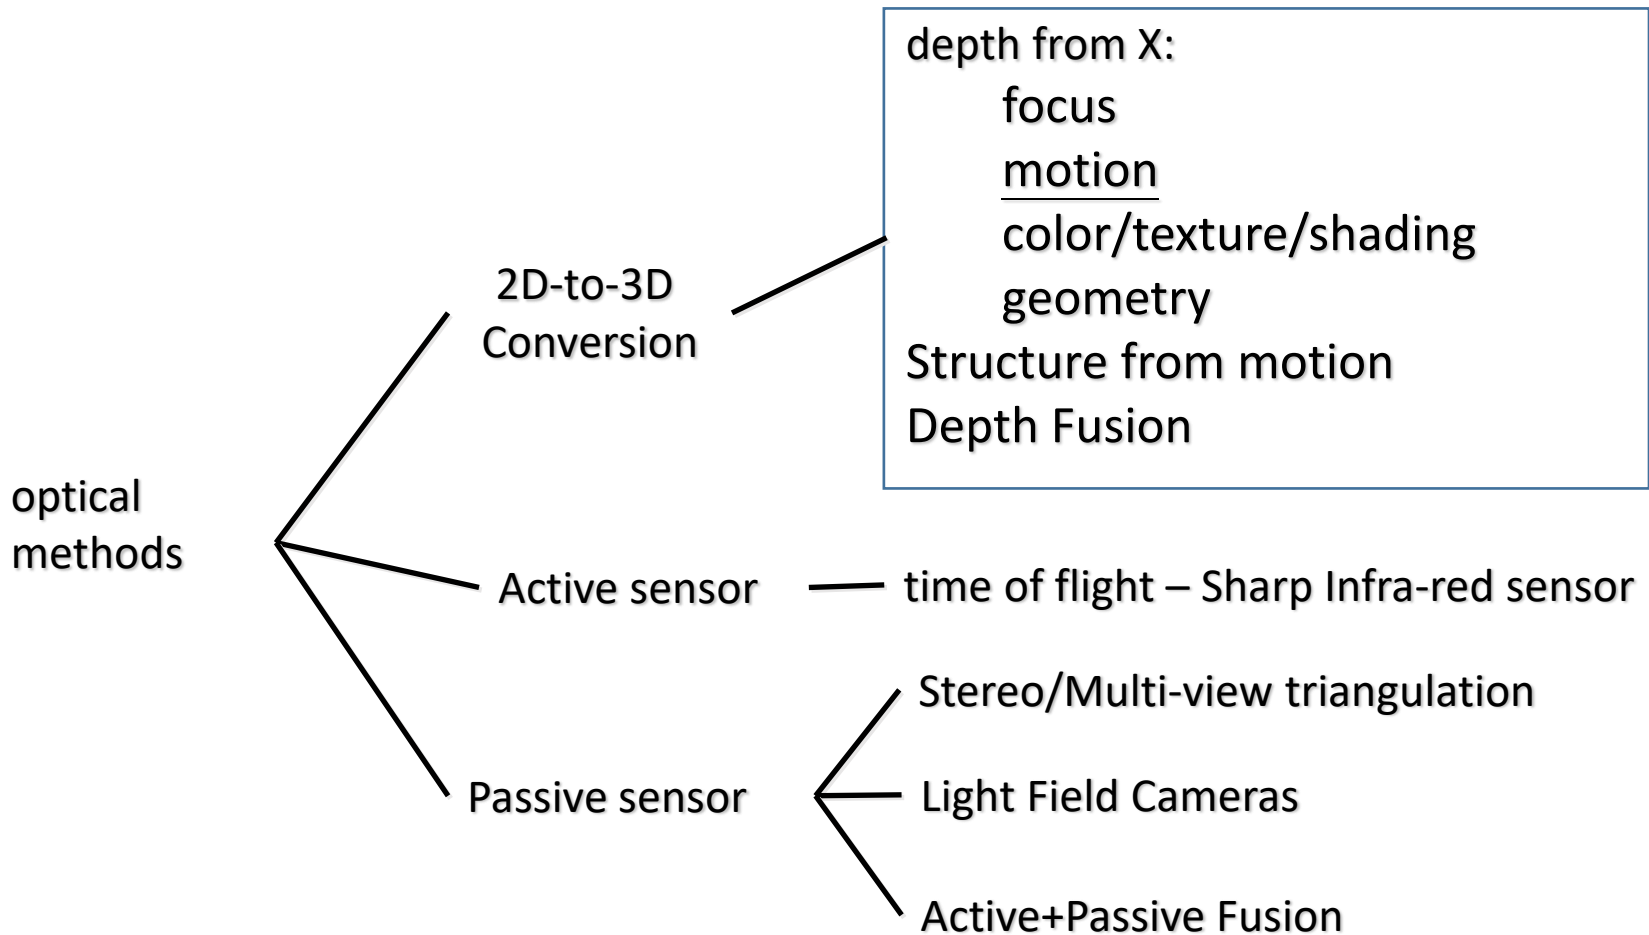 optical
methods
2D-to-3D
Conversion
depth from X:
focus
motion
color/texture/shading
geometry
Structure from motion
Depth Fusion
Active sensor
time of flight – Sharp Infra-red sensor
Passive sensor
Stereo/Multi-view triangulation
Light Field Cameras
Active+Passive Fusion